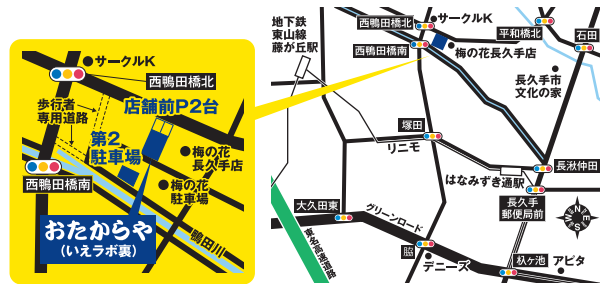 サークルK
西鴨田橋北
歩行者
専用道路
店舗前P2台
第2
駐車場
梅の花
長久手店
梅の花
駐車場
西鴨田橋南
おたからや
(いえラボ裏)
鴨田川
地下鉄
東山線
藤が丘駅
西鴨田橋北
サークルK
西鴨田橋南
梅の花長久手店
平和橋北
石田
長久手市
文化の家
塚田
リニモ
長湫仲田
はなみずき通駅
長久手
郵便局前
大久田東
グリーンロード
東名高速道路
脇
デニーズ
杁ヶ池
アピタ
N
E
S
W